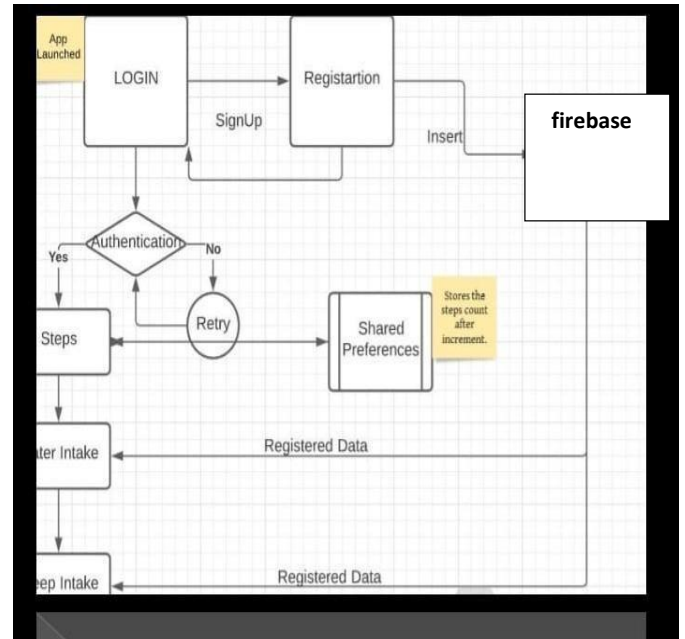 App
Launched
LOGIN
Registartion
SignUp
Insert
firebase
Authentication
Yes
No
Retry
Steps
Shared
Preferences
Stores the
steps count
after
increment.
ter Intake
Registered Data
eep Intake
Registered Data